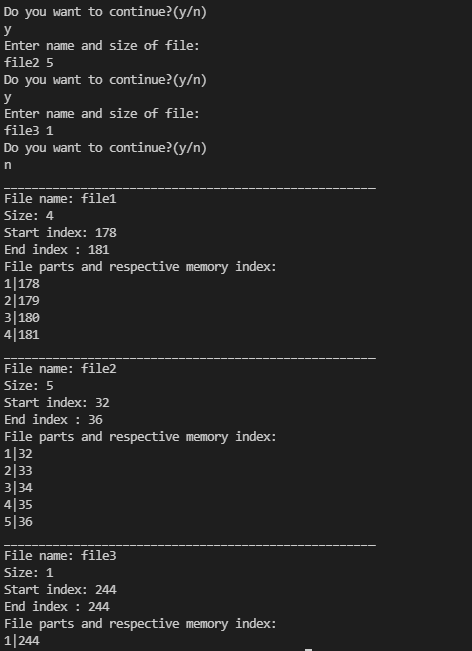 Do you want to continue?(y/n)
y
Enter name and size of file:
file2 5
Do you want to continue?(y/n)
y
Enter name and size of file:
file3 1
Do you want to continue?(y/n)
n
_____________________________________________________
File name: file1
Size: 4
Start index: 178
End index : 181
File parts and respective memory index:
1|178
2|179
3|180
4|181
_____________________________________________________
File name: file2
Size: 5
Start index: 32
End index : 36
File parts and respective memory index:
1|32
2|33
3|34
4|35
5|36
_____________________________________________________
File name: file3
Size: 1
Start index: 244
End index : 244
File parts and respective memory index:
1|244